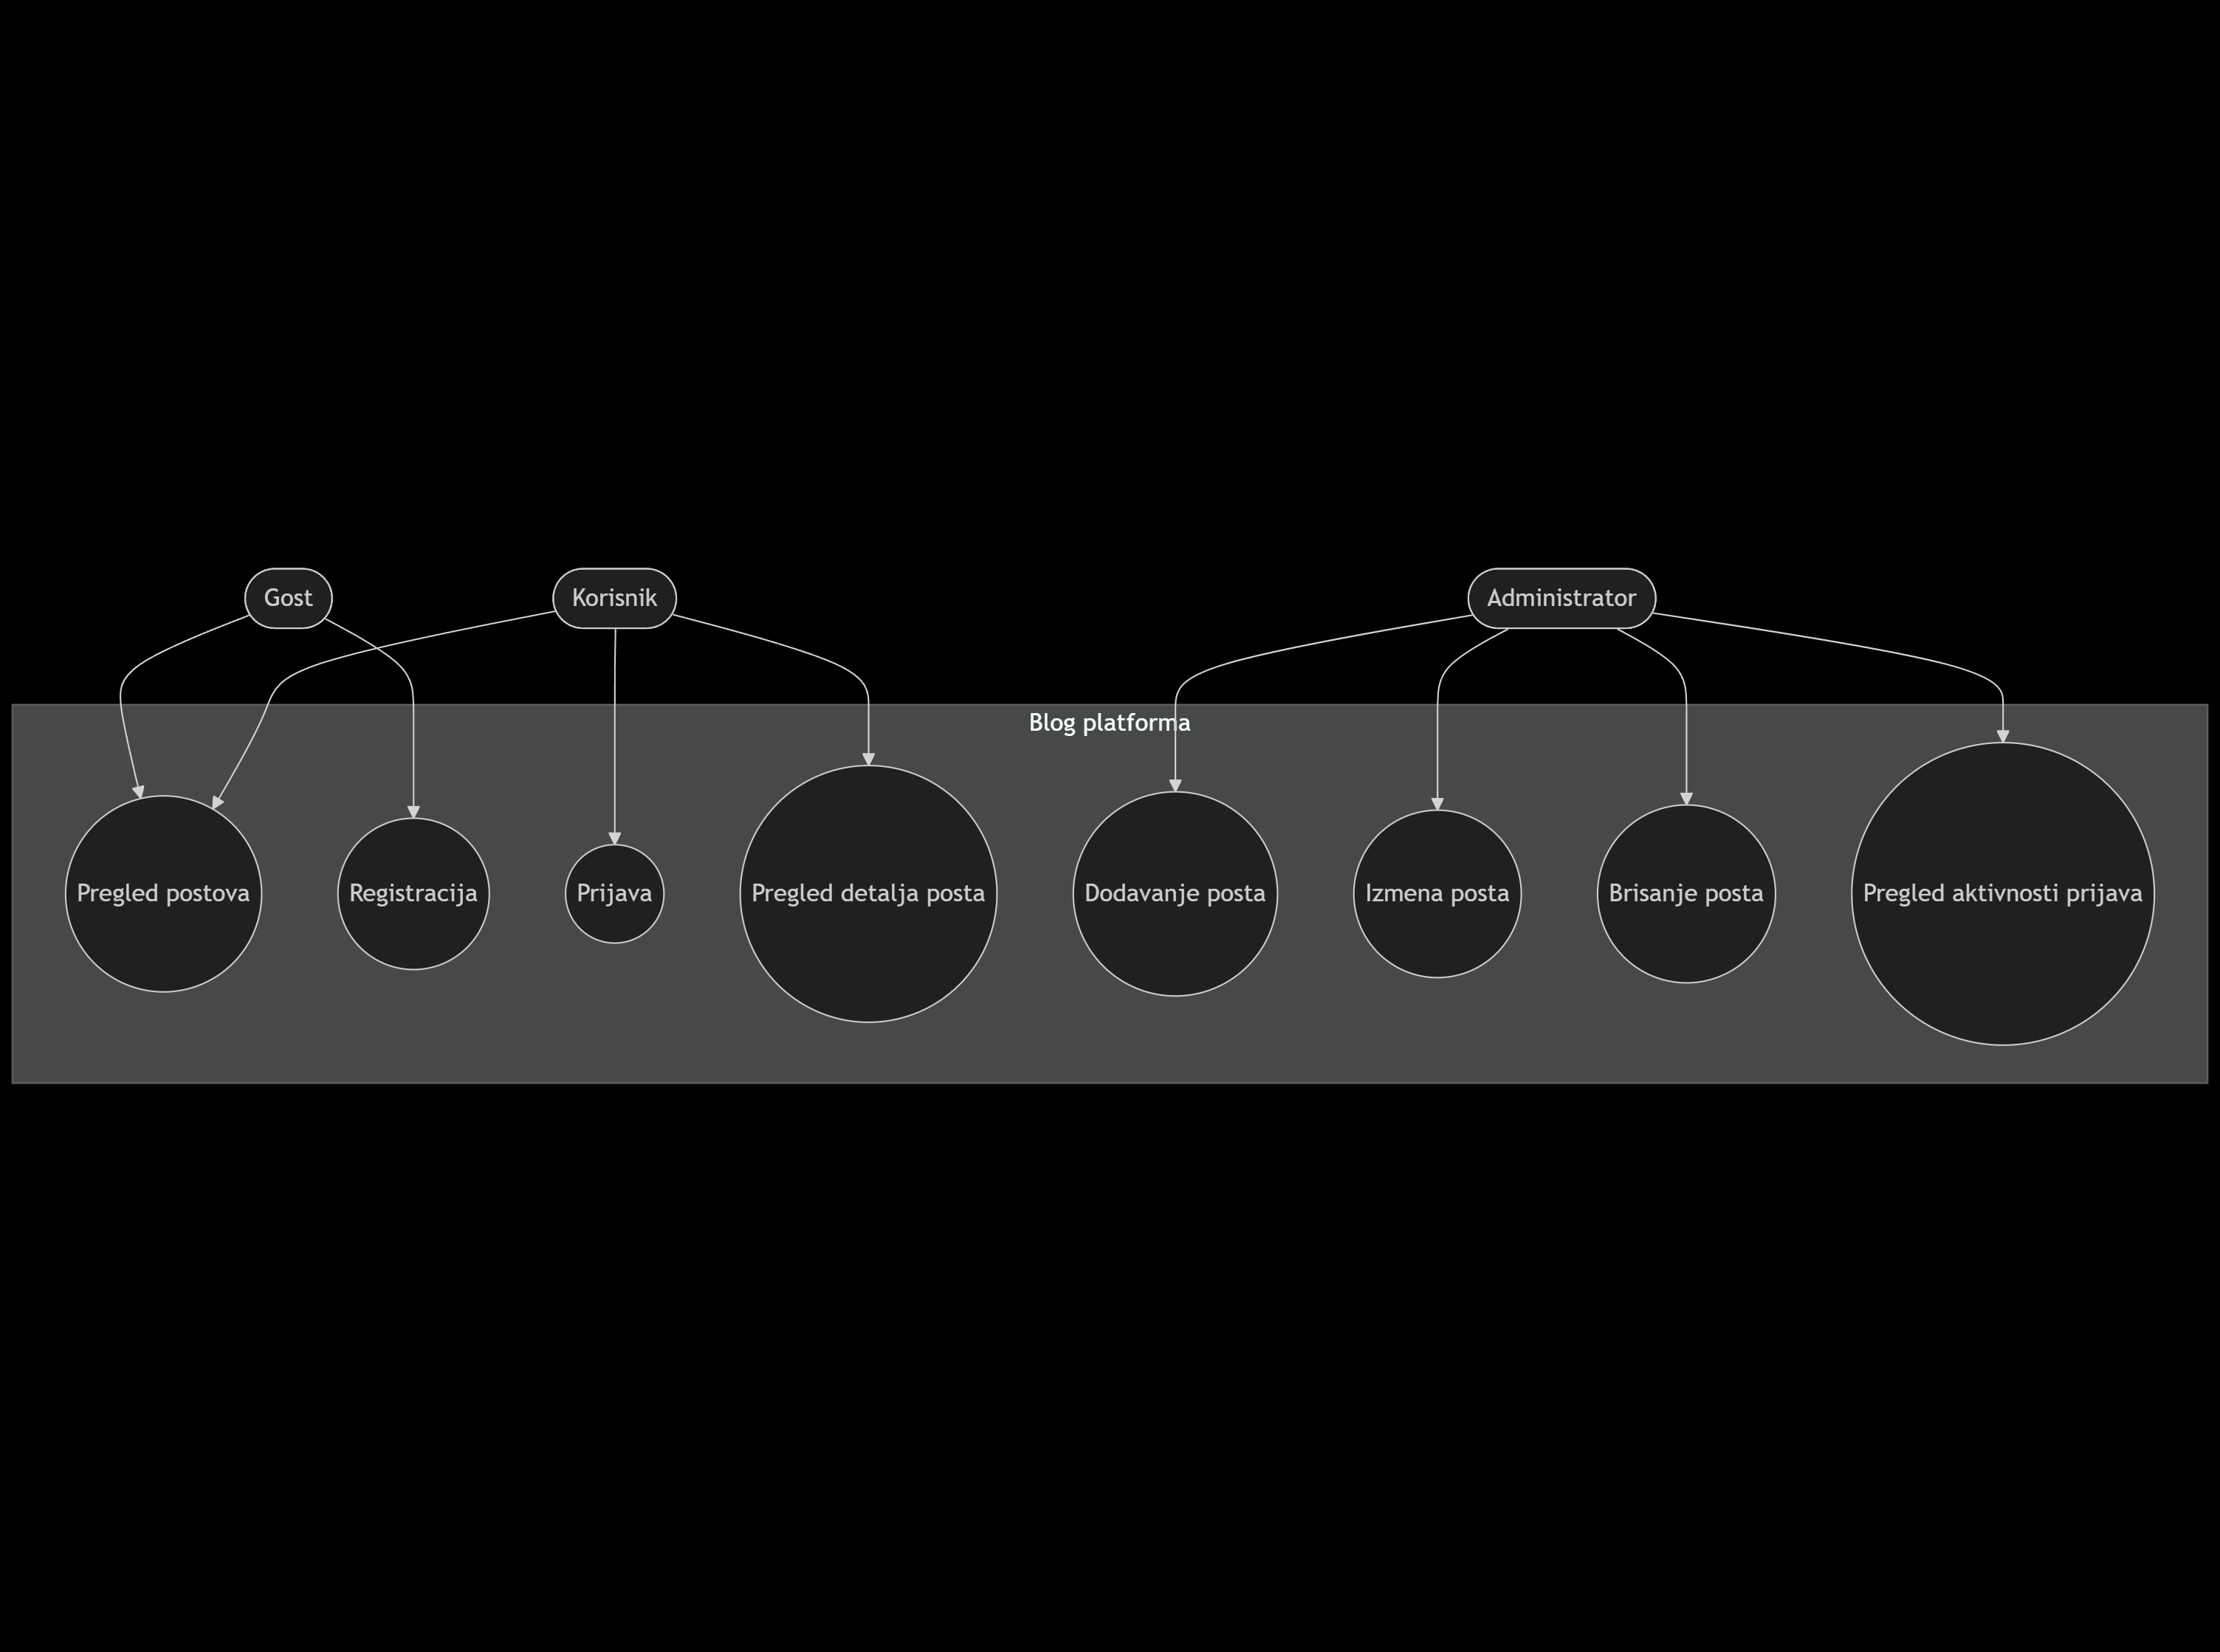 Gost
Korisnik
Administrator
Blog platforma
Pregled postova
Registracija
Prijava
Pregled detalja posta
Dodavanje posta
Izmena posta
Brisanje posta
Pregled aktivnosti prijava